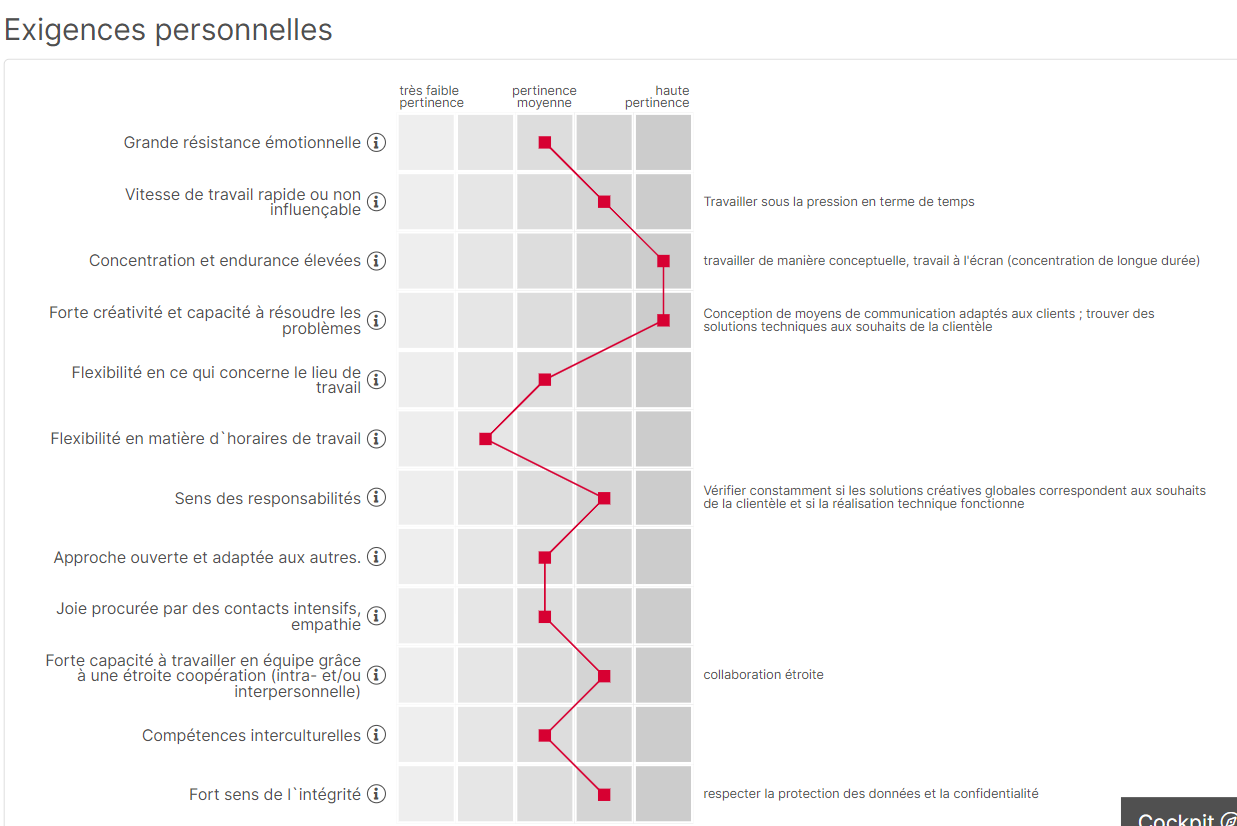 Exigences personnelles
très faible
pertinence
pertinence
moyenne
haute
pertinence
Grande résistance émotionnelle
Vitesse de travail rapide ou non
influençable
Travailler sous la pression en terme de temps
Concentration et endurance élevées
travailler de manière conceptuelle, travail à l'écran (concentration de longue durée)
Forte créativité et capacité à résoudre les
problèmes
Conception de moyens de communication adaptés aux clients ; trouver des
solutions techniques aux souhaits de la clientèle
Flexibilité en ce qui concerne le lieu de
travail
Flexibilité en matière d`horaires de travail
Sens des responsabilités
Vérifier constamment si les solutions créatives globales correspondent aux souhaits
de la clientèle et si la réalisation technique fonctionne
Approche ouverte et adaptée aux autres.
Joie procurée par des contacts intensifs,
empathie
Forte capacité à travailler en équipe grâce
à une étroite coopération (intra- et/ou
interpersonnelle)
collaboration étroite
Compétences interculturelles
Fort sens de l`intégrité
respecter la protection des données et la confidentialité
Cockpit